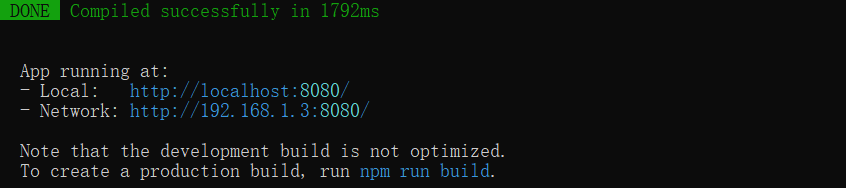 DONE Compiled successfully in 1792ms
App running at:
- Local: http://localhost:8080/
- Network: http://192.168.1.3:8080/
Note that the development build is not optimized.
To create a production build, run npm run build.